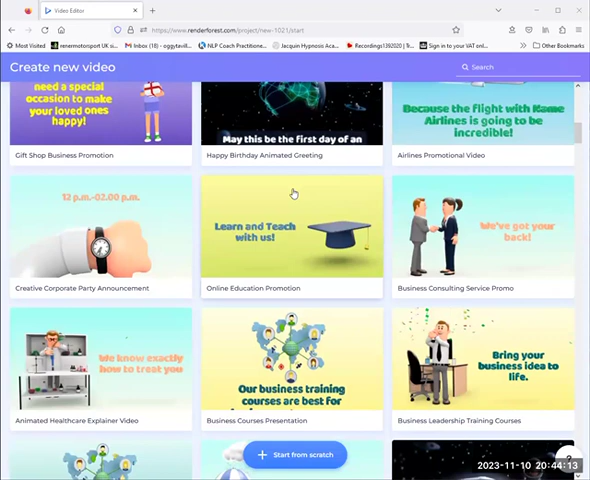 Video Editor
https://www.renderforest.com/project/new-1021/start
Most Visited
renermotorsport UK si...
Inbox (18) - oggytavill...
NLP Coach Practitione...
Jacquin Hypnosis Aca...
Recordings1392020 | Tr...
Sign in to your VAT onl...
Other Bookmarks
Create new video
Search
need a special
occasion to make
your loved ones
happy!
May this be the first day of an
Because the flight with Name
Airlines is going to be
incredible!
Gift Shop Business Promotion
Happy Birthday Animated Greeting
Airlines Promotional Video
12 p.m.-02.00 p.m.
Learn and Teach
with us!
We've got your
back!
Creative Corporate Party Announcement
Online Education Promotion
Business Consulting Service Promo
We know exactly
how to treat you
Our business training
courses are best for
Bring your
business idea to
life.
Animated Healthcare Explainer Video
Business Courses Presentation
Business Leadership Training Courses
+ Start from scratch
?
2023-11-10 20:44:13